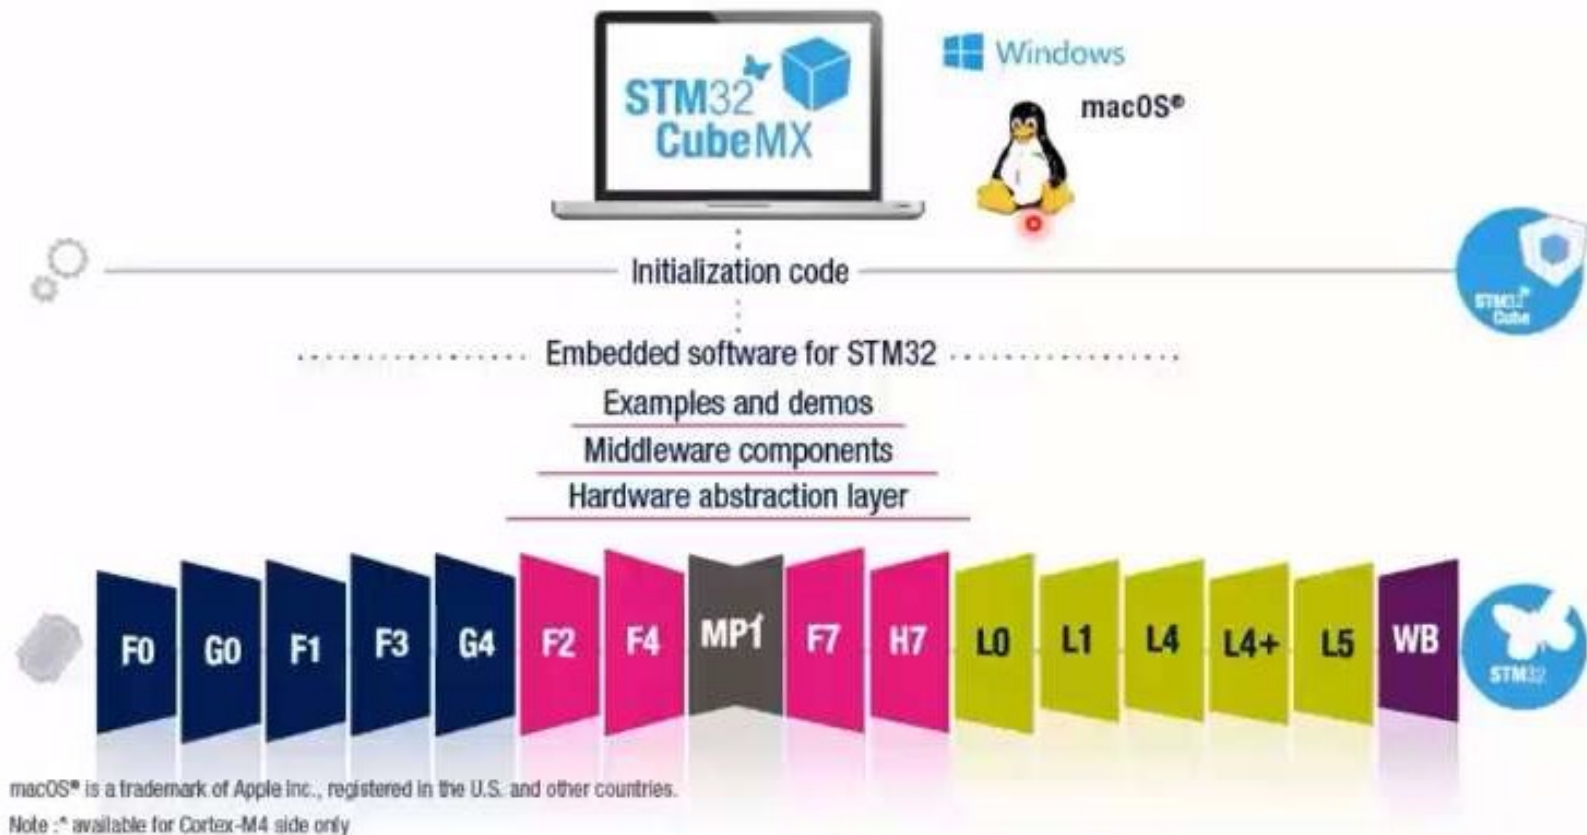 STM32
CubeMX
Windows
macOS®
Initialization code
STM32
Cube
Embedded software for STM32
Examples and demos
Middleware components
Hardware abstraction layer
F0 G0 F1 F3 G4 F2 F4 MP1* F7 H7 L0 L1 L4 L4+ L5 WB
STM32
macOS® is a trademark of Apple Inc., registered in the U.S. and other countries.
Note :* available for Cortex-M4 side only